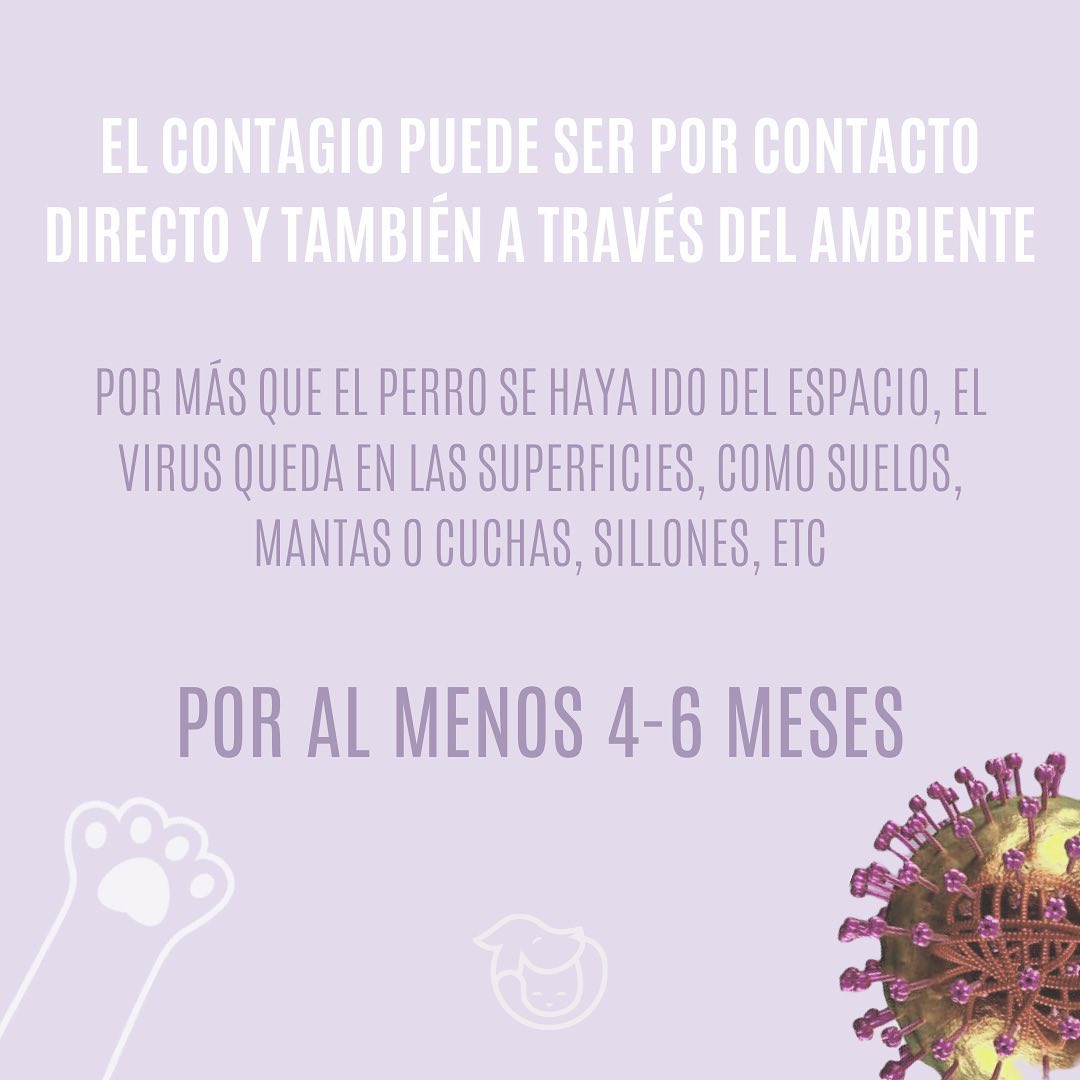 EL CONTAGIO PUEDE SER POR CONTACTO
DIRECTO Y TAMBIÉN A TRAVÉS DEL AMBIENTE
POR MÁS QUE EL PERRO SE HAYA IDO DEL ESPACIO, EL
VIRUS QUEDA EN LAS SUPERFICIES, COMO SUELOS,
MANTAS O CUCHAS, SILLONES, ETC
POR AL MENOS 4-6 MESES